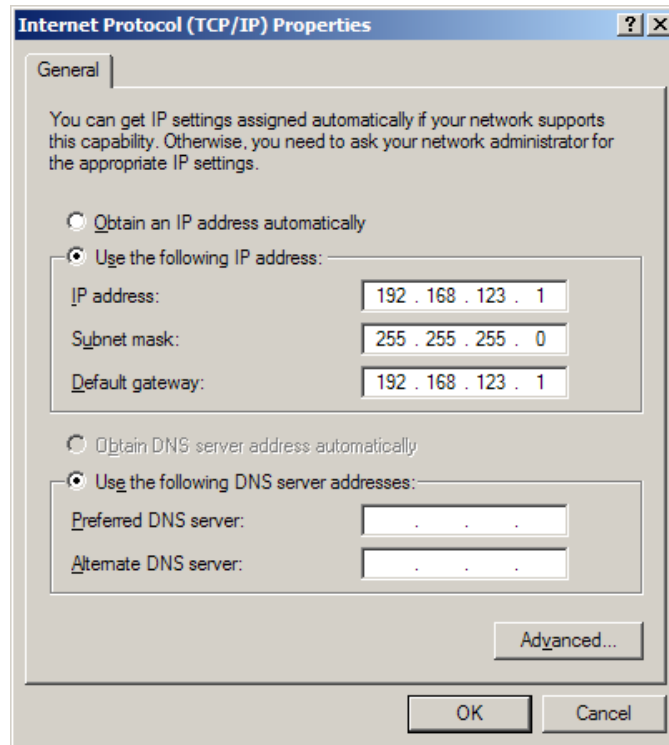 Internet Protocol (TCP/IP) Properties
General
You can get IP settings assigned automatically if your network supports
this capability. Otherwise, you need to ask your network administrator for
the appropriate IP settings.
Obtain an IP address automatically
Use the following IP address:
IP address: 192 . 168 . 123 . 1
Subnet mask: 255 . 255 . 255 . 0
Default gateway: 192 . 168 . 123 . 1
Obtain DNS server address automatically
Use the following DNS server addresses:
Preferred DNS server: . . .
Alternate DNS server: . . .
Advanced...
OK Cancel